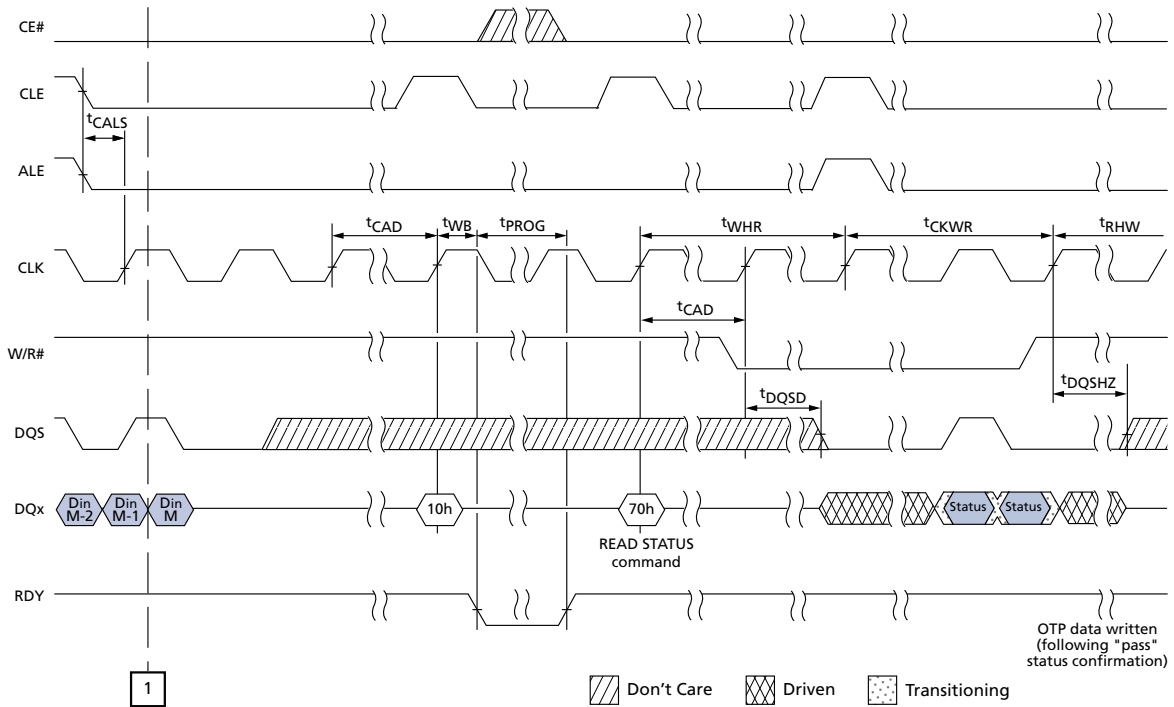 CE#
CLE
tCALS
ALE
tCAD
tWB
tPROG
tWHR
tCKWR
tRHW
CLK
tCAD
W/R#
tDQSD
tDQSHZ
DQS
DQx
Din
M-2
Din
M-1
Din
M
10h
70h
Status
Status
READ STATUS
command
RDY
OTP data written
(following "pass"
status confirmation)
1
Don't Care
Driven
Transitioning